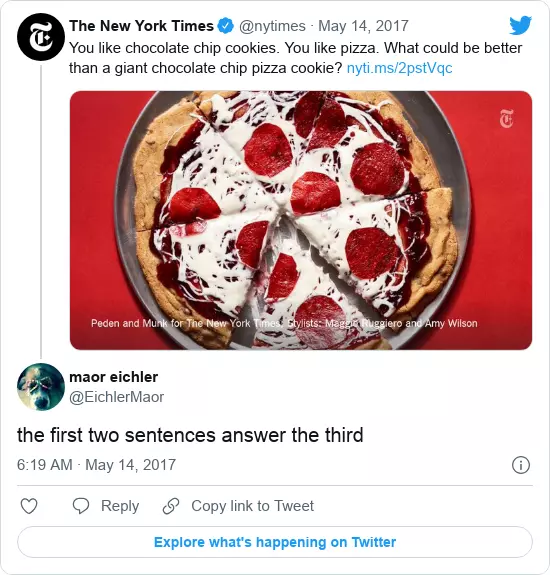 The New York Times @nytimes · May 14, 2017
You like chocolate chip cookies. You like pizza. What could be better
than a giant chocolate chip pizza cookie? nyti.ms/2pstVqc
Peden and Munk for The New York Times. Stylists: Maggie Ruggiero and Amy Wilson
maor eichler
@EichlerMaor
the first two sentences answer the third
6:19 AM · May 14, 2017
Reply
Copy link to Tweet
Explore what's happening on Twitter